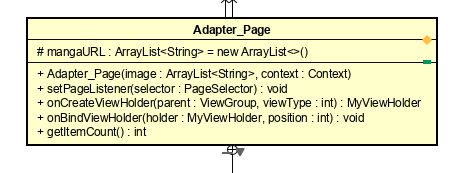 Adapter_Page
# mangaURL : ArrayList<String> = new ArrayList<>()
+ Adapter_Page(image : ArrayList<String>, context : Context)
+ setPageListener(selector : PageSelector) : void
+ onCreateViewHolder(parent : ViewGroup, viewType : int) : MyViewHolder
+ onBindViewHolder(holder : MyViewHolder, position : int) : void
+ getItemCount() : int